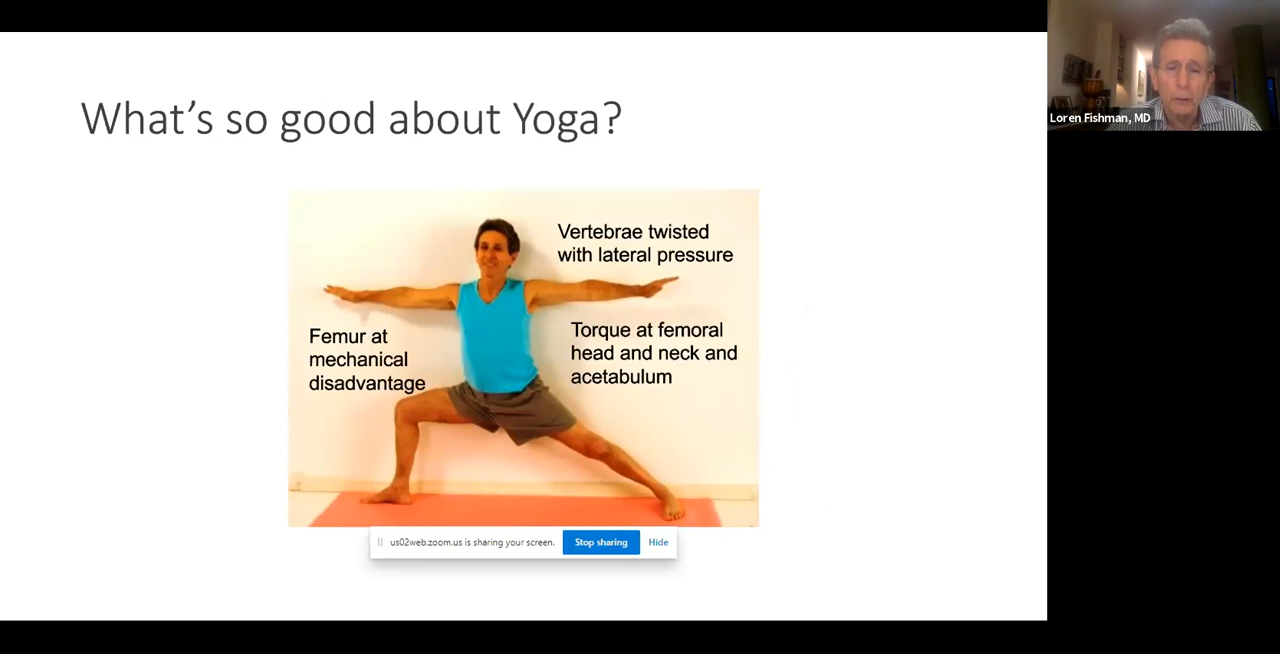 What's so good about Yoga?
Vertebrae twisted
with lateral pressure
Femur at
mechanical
disadvantage
Torque at femoral
head and neck and
acetabulum
us02web.zoom.us is sharing your screen.
Stop sharing
Hide
Loren Fishman, MD